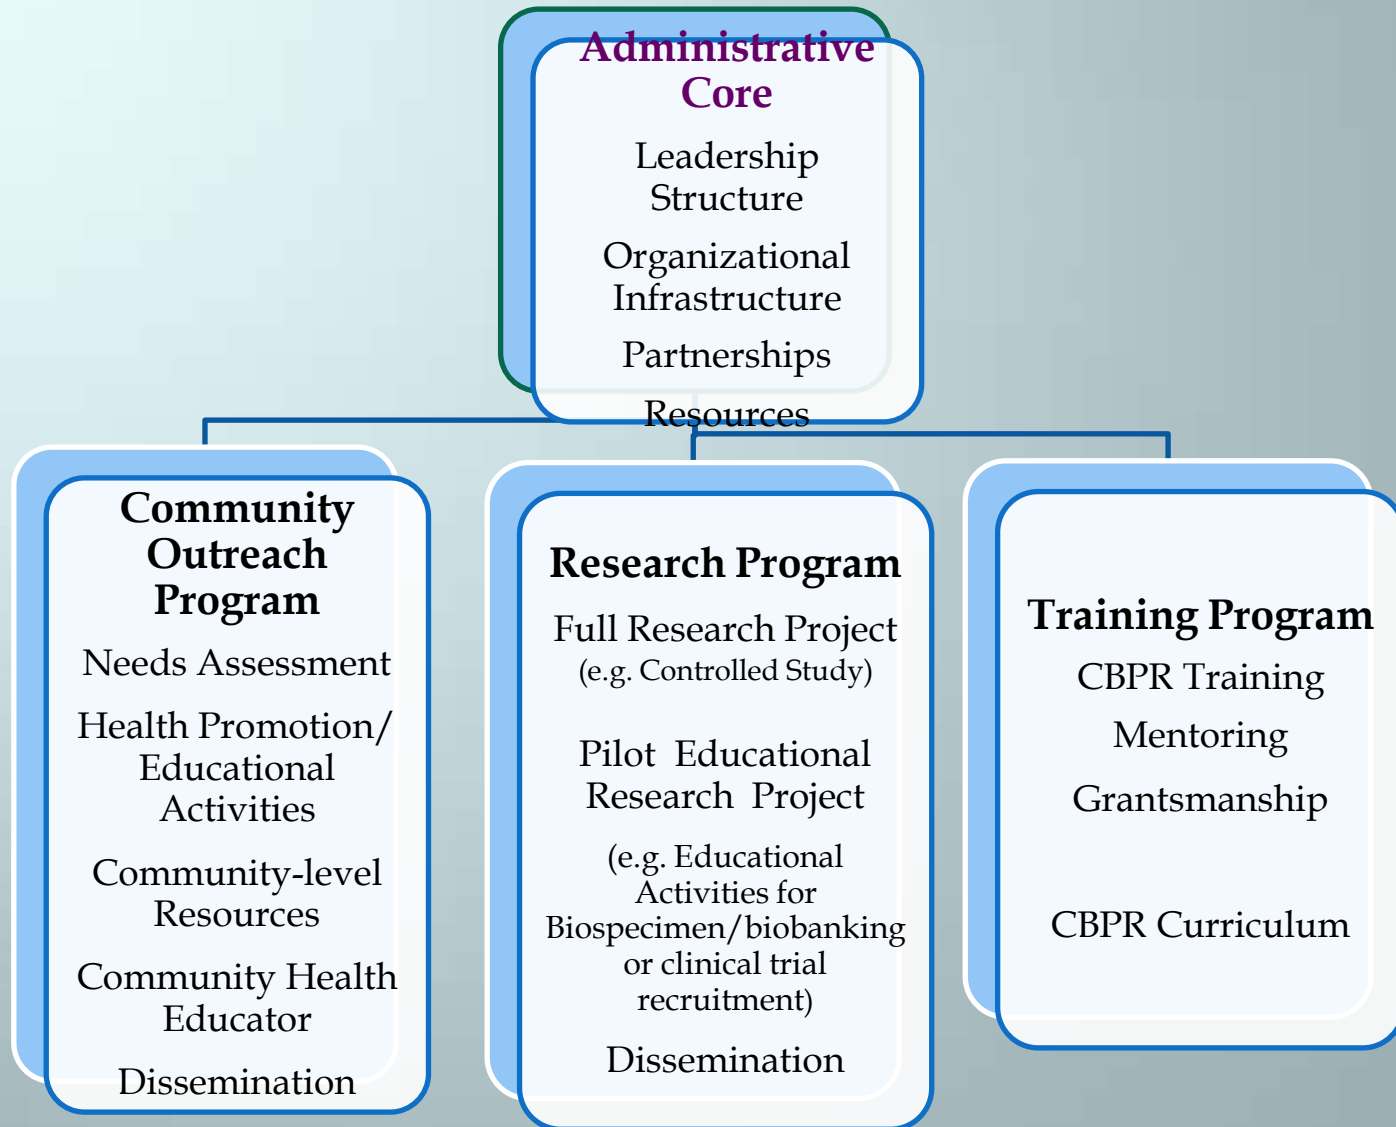 Administrative
Core
Leadership
Structure
Organizational
Infrastructure
Partnerships
Resources
Community
Outreach
Program
Needs Assessment
Health Promotion/
Educational
Activities
Community-level
Resources
Community Health
Educator
Dissemination
Research Program
Full Research Project
(e.g. Controlled Study)
Pilot Educational
Research Project
(e.g. Educational
Activities for
Biospecimen/biobanking
or clinical trial
recruitment)
Dissemination
Training Program
CBPR Training
Mentoring
Grantsmanship
CBPR Curriculum